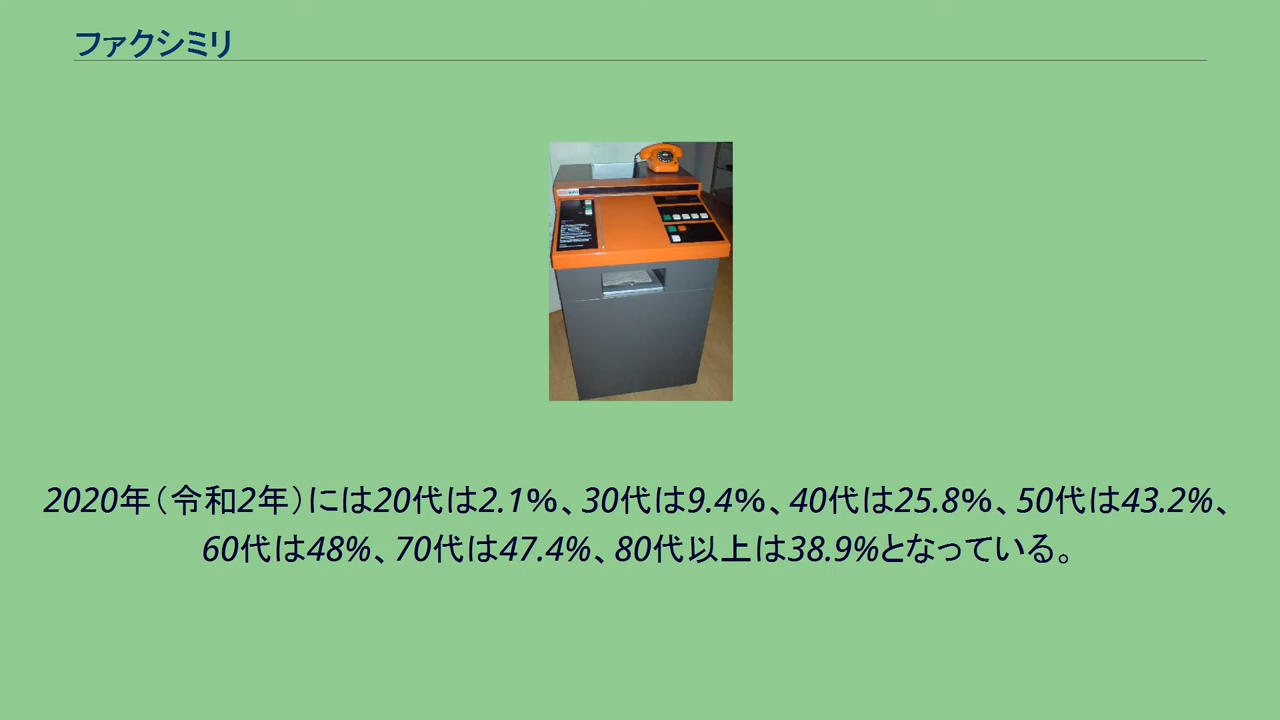 ファクシミリ
2020年（令和2年）には20代は2.1%、30代は9.4%、40代は25.8%、50代は43.2%、
60代は48%、70代は47.4%、80代以上は38.9%となっている。